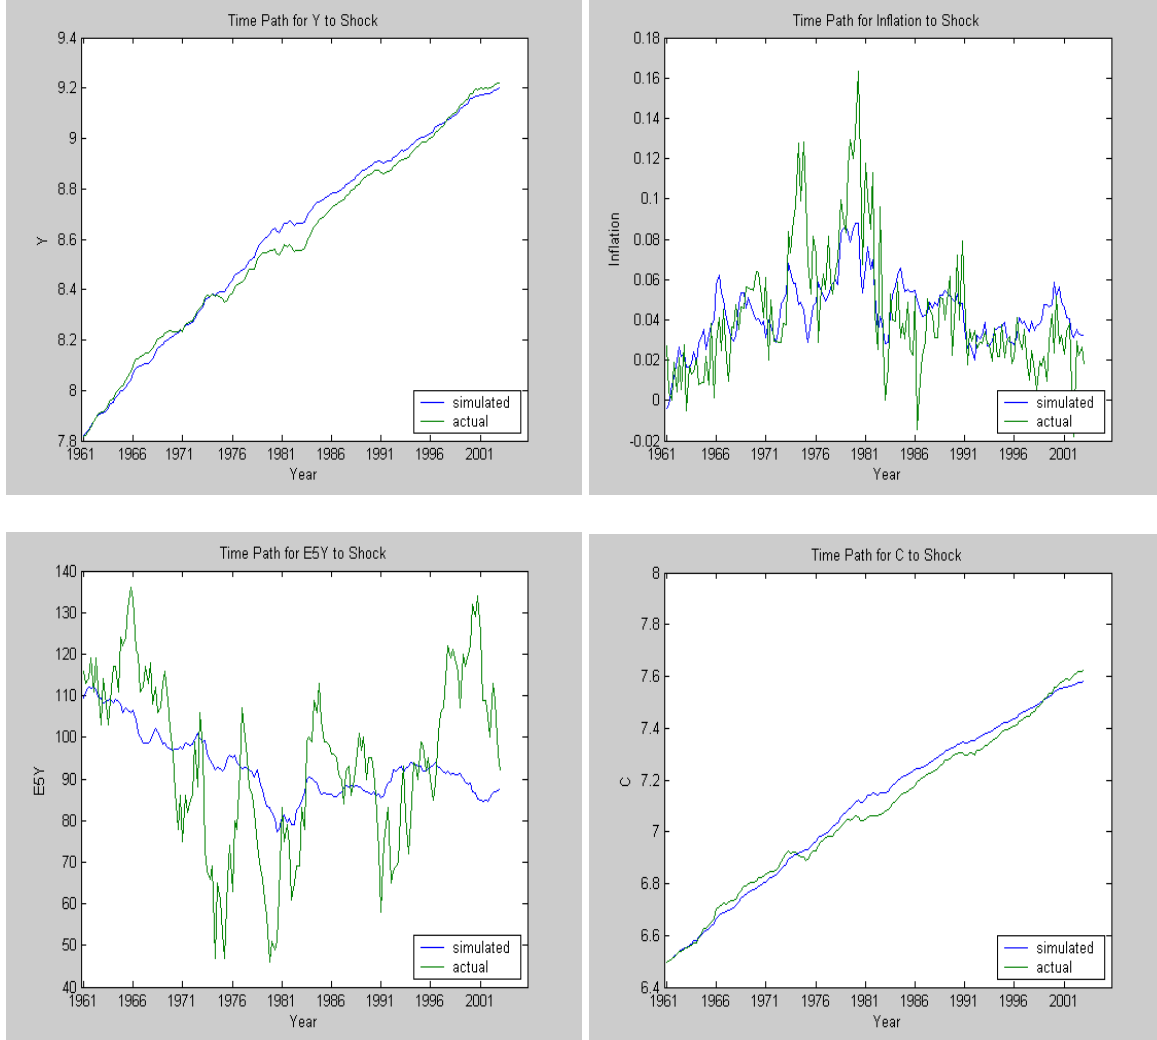 Time Path for Y to Shock
9.4
9.2
9
8.8
8.6
8.4
8.2
8
7.8
Y
1961 1966 1971 1976 1981 1986 1991 1996 2001
Year
simulated
actual
Time Path for Inflation to Shock
0.18
0.16
0.14
0.12
0.1
0.08
0.06
0.04
0.02
0
-0.02
Inflation
1961 1966 1971 1976 1981 1986 1991 1996 2001
Year
simulated
actual
Time Path for E5Y to Shock
140
130
120
110
100
90
80
70
60
50
40
E5Y
1961 1966 1971 1976 1981 1986 1991 1996 2001
Year
simulated
actual
Time Path for C to Shock
8
7.8
7.6
7.4
7.2
7
6.8
6.6
6.4
C
1961 1966 1971 1976 1981 1986 1991 1996 2001
Year
simulated
actual